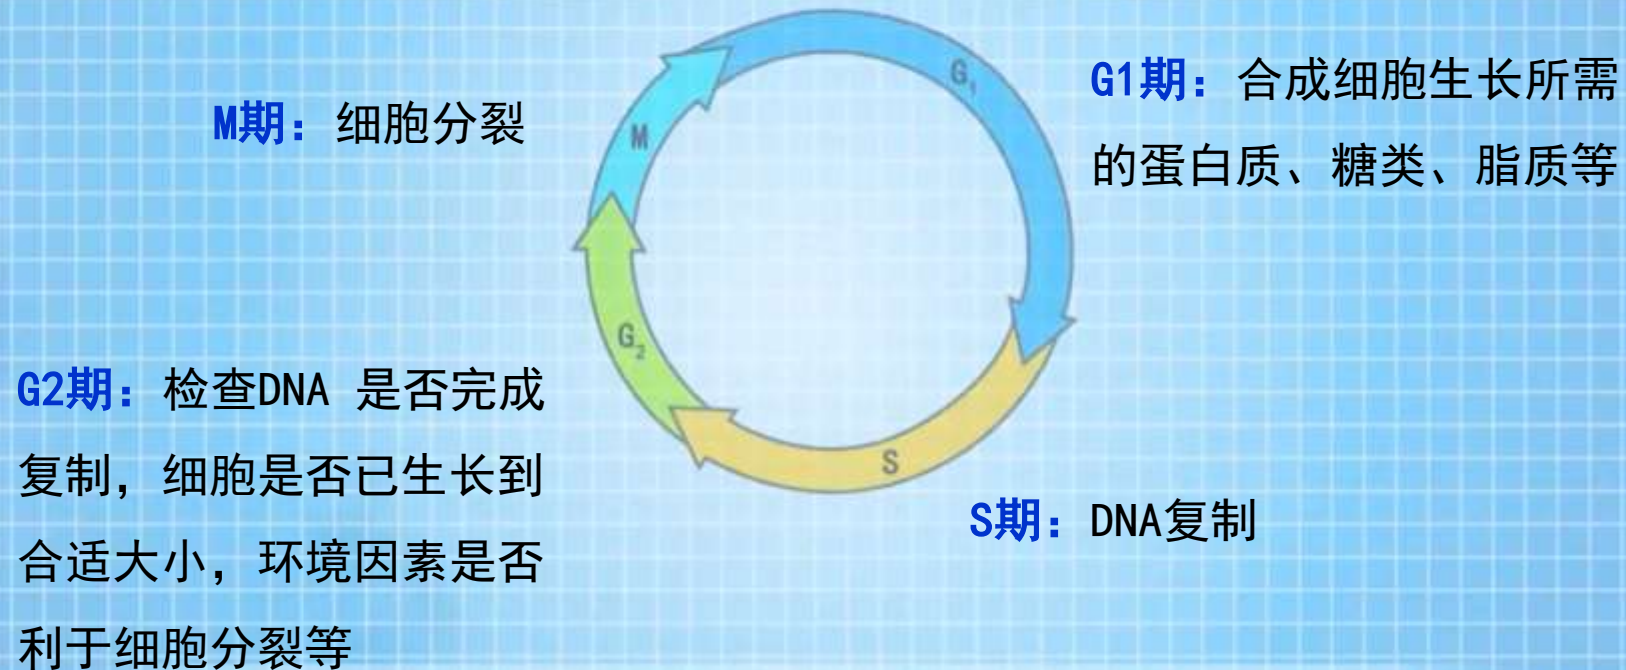 G₁
M期：细胞分裂
M
G1期：合成细胞生长所需
的蛋白质、糖类、脂质等
G₂
G2期：检查DNA 是否完成
复制，细胞是否已生长到
合适大小，环境因素是否
利于细胞分裂等
S
S期：DNA复制